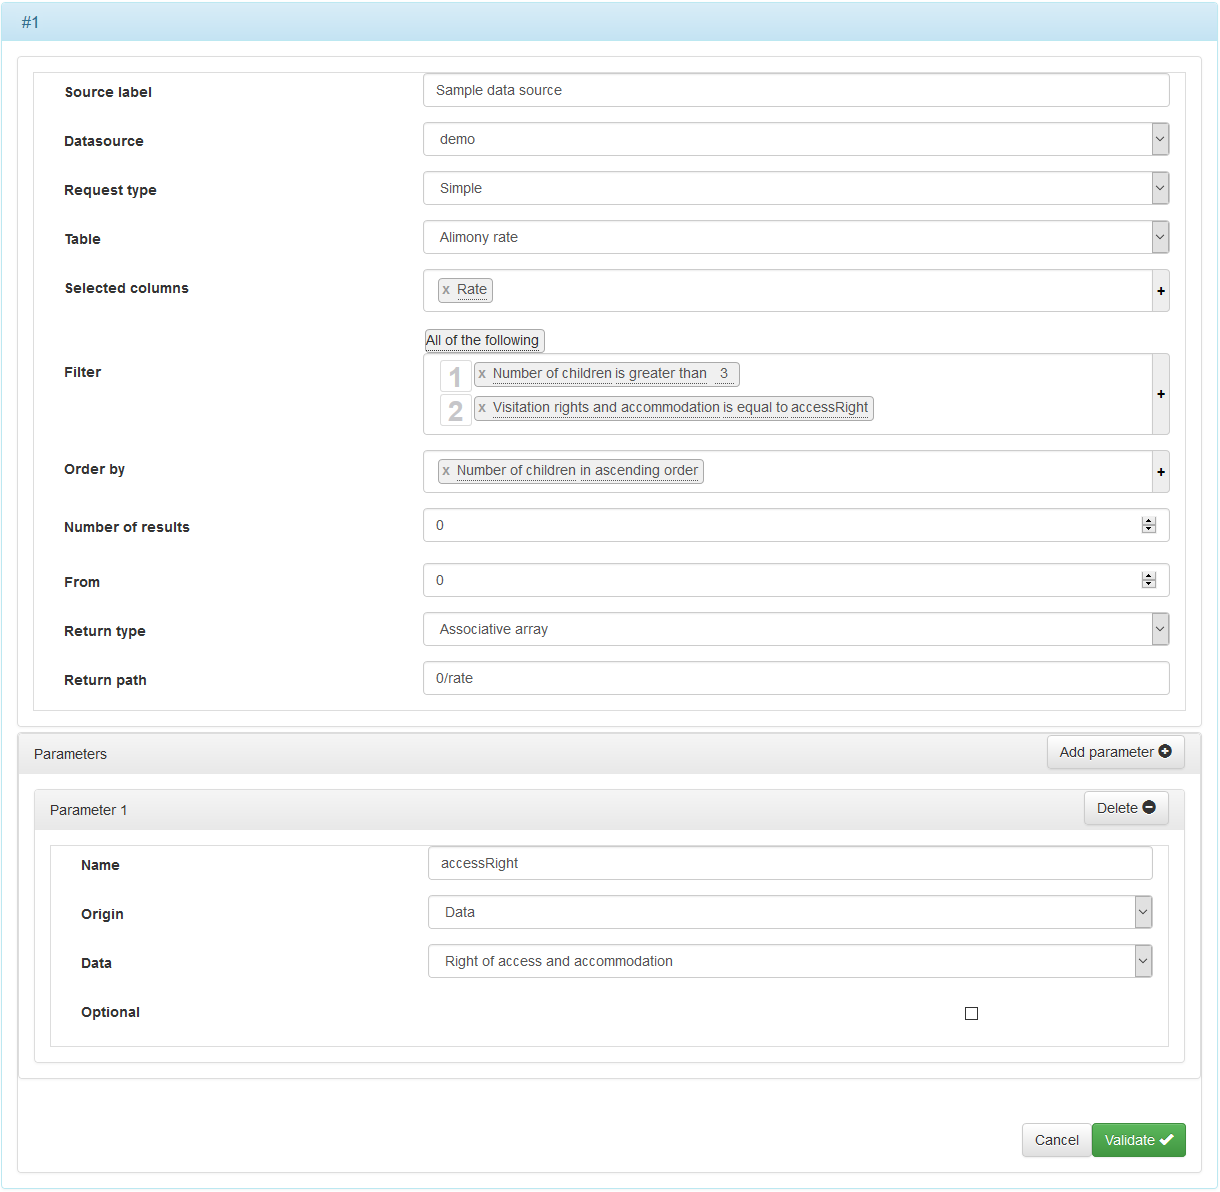 #1
Source label Sample data source
Datasource demo
Request type Simple
Table Alimony rate
Selected columns x Rate +
All of the following
Filter
1 x Number of children is greater than 3
+
2 x Visitation rights and accommodation is equal to accessRight
Order by x Number of children in ascending order +
Number of results 0
From 0
Return type Associative array
Return path 0/rate
Parameters Add parameter
Parameter 1 Delete
Name accessRight
Origin Data
Data Right of access and accommodation
Optional
Cancel Validate